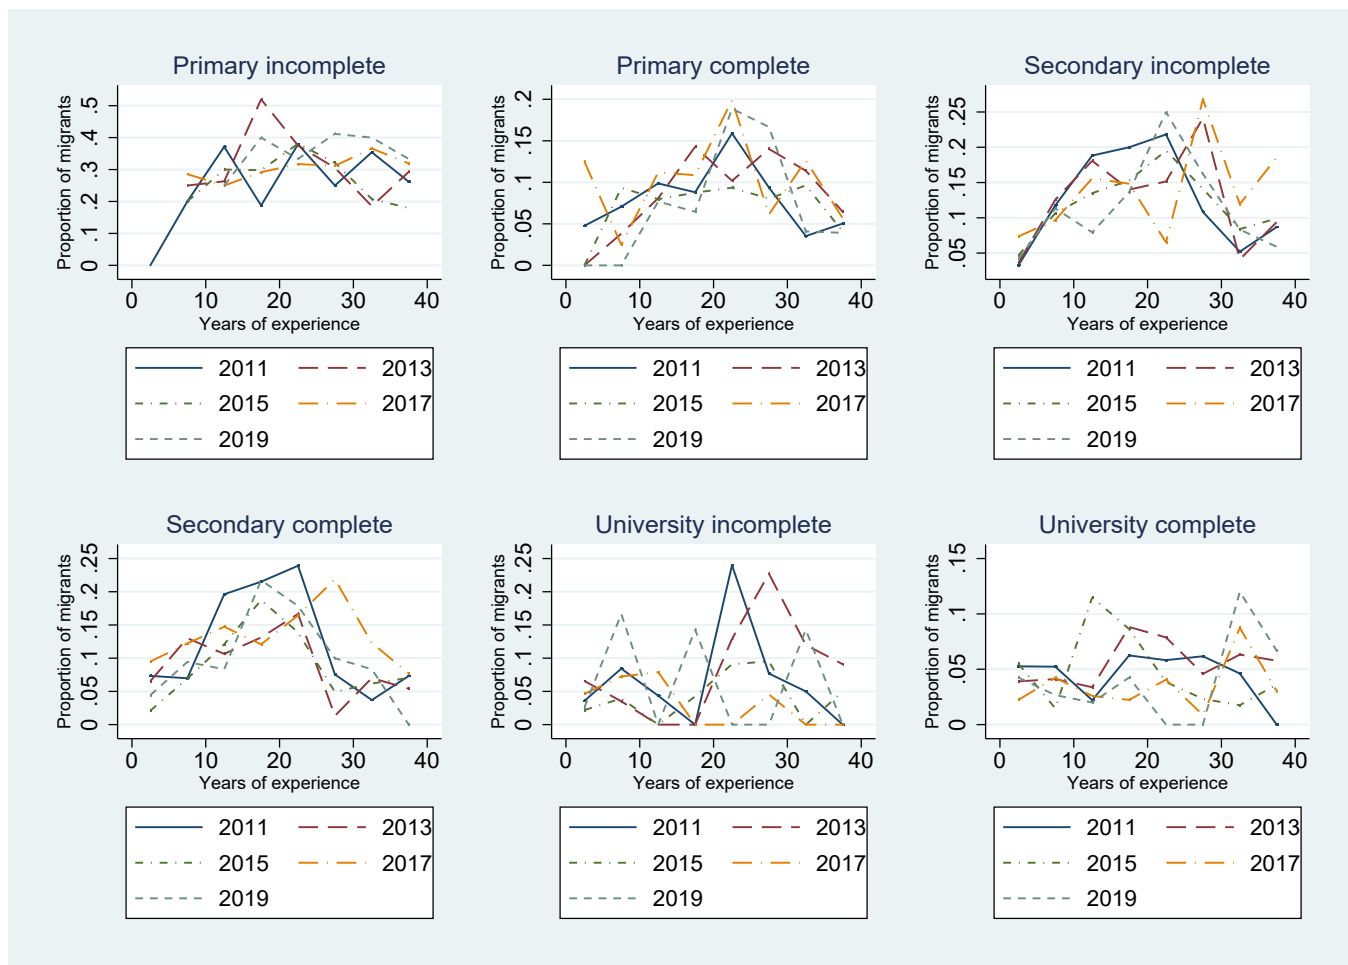 Primary incomplete
Proportion of migrants
0 .1 .2 .3 .4 .5
0 10 20 30 40
Years of experience
2011 2013
2015 2017
2019
Primary complete
Proportion of migrants
0 .05 .1 .15 .2
0 10 20 30 40
Years of experience
2011 2013
2015 2017
2019
Secondary incomplete
Proportion of migrants
.05 .1 .15 .2 .25
0 10 20 30 40
Years of experience
2011 2013
2015 2017
2019
Secondary complete
Proportion of migrants
0 .05 .1 .15 .2 .25
0 10 20 30 40
Years of experience
2011 2013
2015 2017
2019
University incomplete
Proportion of migrants
0 .05 .1 .15 .2 .25
0 10 20 30 40
Years of experience
2011 2013
2015 2017
2019
University complete
Proportion of migrants
0 .05 .1 .15
0 10 20 30 40
Years of experience
2011 2013
2015 2017
2019